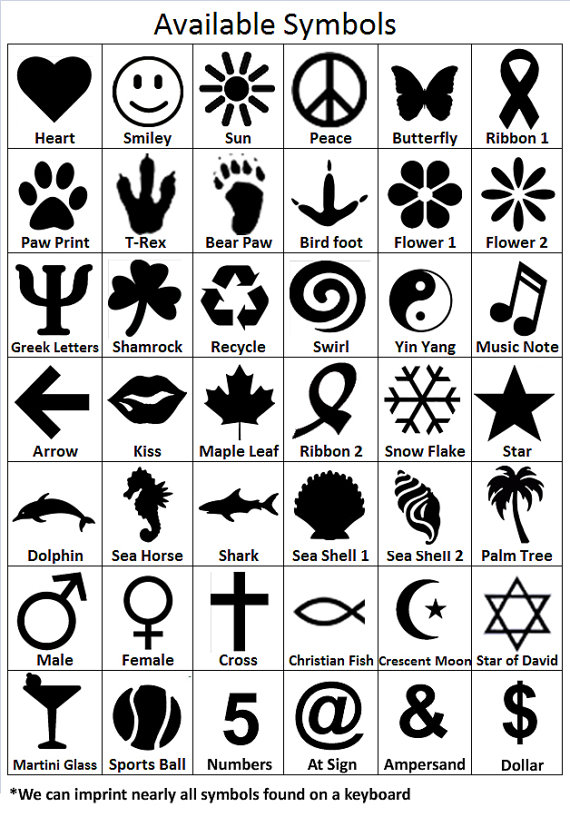 Available Symbols
Heart Smiley Sun Peace Butterfly Ribbon 1
Paw Print T-Rex Bear Paw Bird foot Flower 1 Flower 2
Ψ
Greek Letters Shamrock Recycle Swirl Yin Yang Music Note
Arrow Kiss Maple Leaf Ribbon 2 Snow Flake Star
Dolphin Sea Horse Shark Sea Shell 1 Sea Shell 2 Palm Tree
Male Female Cross Christian Fish Crescent Moon Star of David
5 @ & $
Martini Glass Sports Ball Numbers At Sign Ampersand Dollar
*We can imprint nearly all symbols found on a keyboard